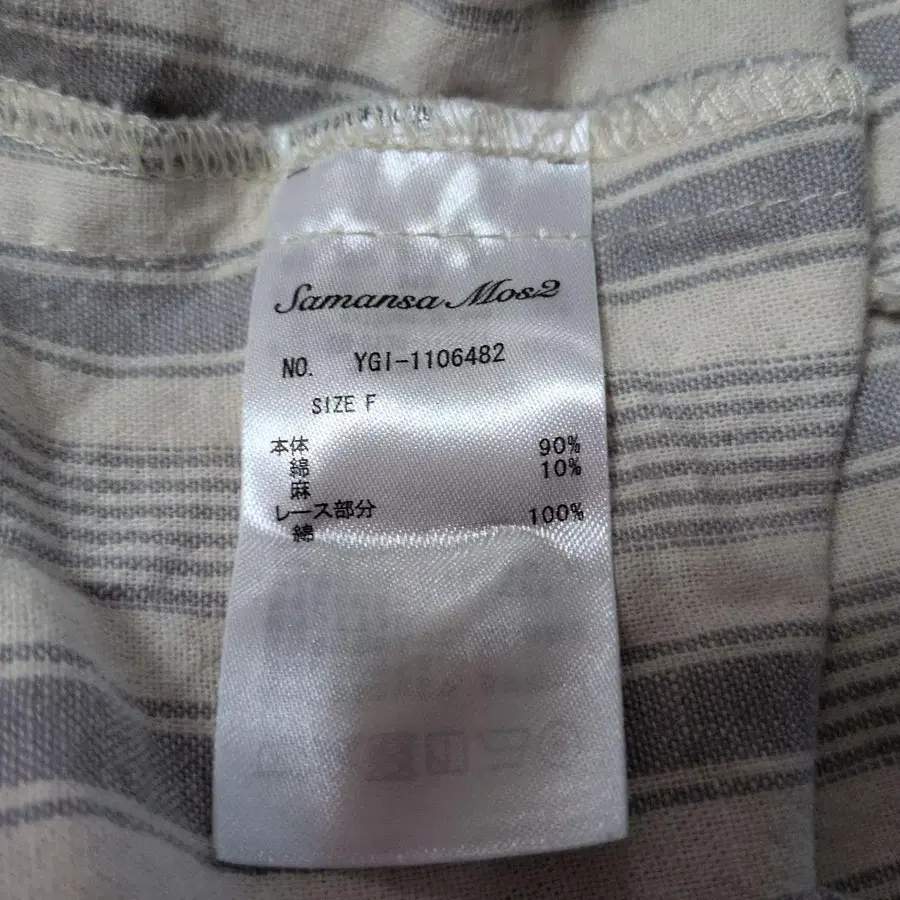 Samansa Mos2
NO. YGI-1106482
SIZE F
本体
綿 90%
麻 10%
レース部分
綿 100%